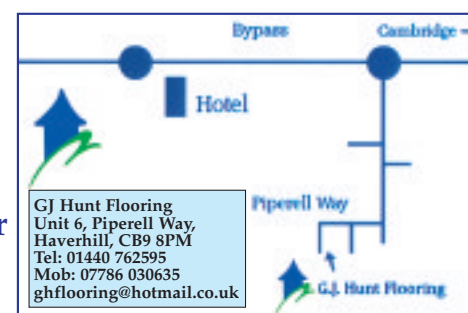 Bypass
Cambridge
Hotel
r
GJ Hunt Flooring
Unit 6, Piperell Way,
Haverhill, CB9 8PM
Tel: 01440 762595
Mob: 07786 030635
ghflooring@hotmail.co.uk
Piperell Way
G.J. Hunt Flooring